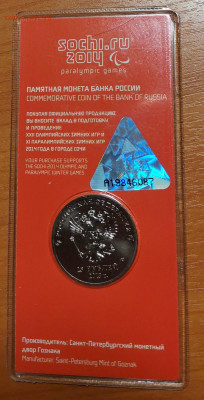 sochi.ru
2014
paralympic games
ПАМЯТНАЯ МОНЕТА БАНКА РОССИИ
COMMEMORATIVE COIN OF THE BANK OF RUSSIA
ПОКУПАЯ ОФИЦИАЛЬНУЮ ПРОДУКЦИЮ
ВЫ ВНОСИТЕ ВКЛАД В ПОДГОТОВКУ
И ПРОВЕДЕНИЕ
XXII ОЛИМПИЙСКИХ ЗИМНИХ ИГР И
XI ПАРАЛИМПИЙСКИХ ЗИМНИХ ИГР
2014 ГОДА В ГОРОДЕ СОЧИ
YOUR PURCHASE SUPPORTS
THE SOCHI 2014 OLYMPIC AND
PARALYMPIC WINTER GAMES
Производитель: Санкт-Петербургский монетный
двор Гознака
Manufacturer: Saint-Petersburg Mint of Goznak